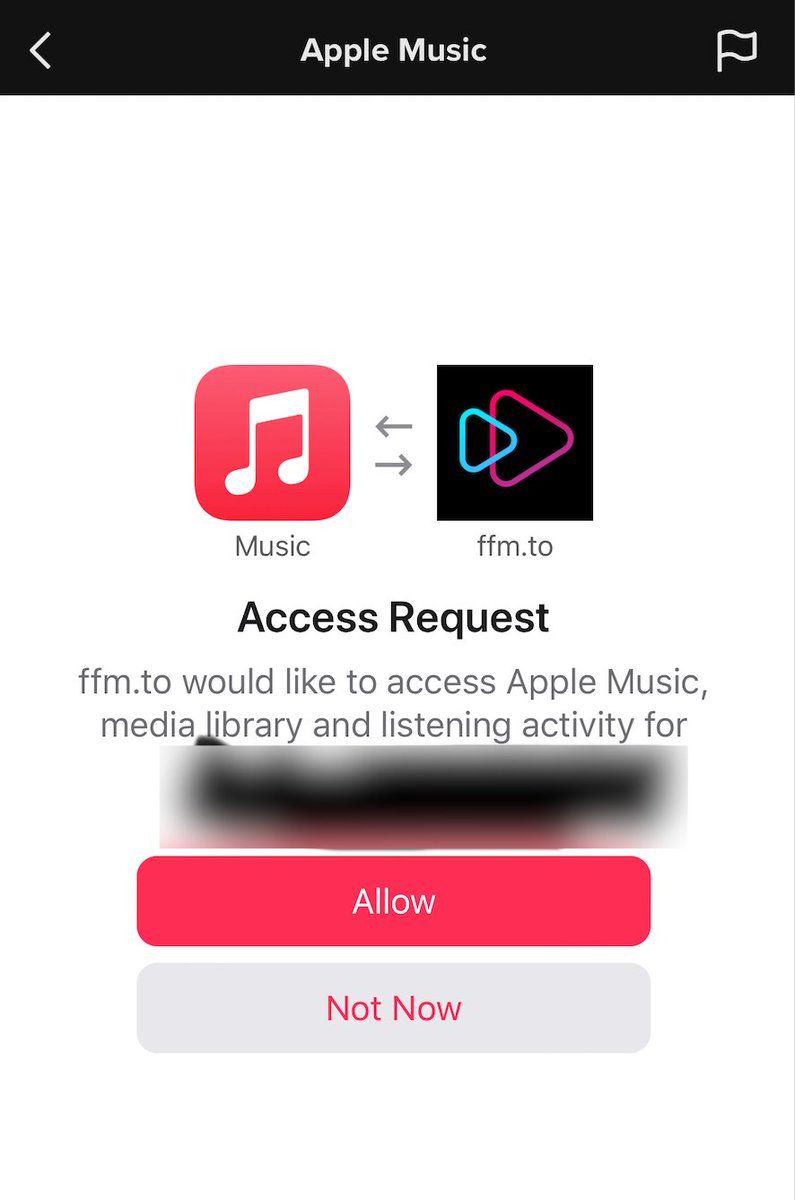 Apple Music
Music
ffm.to
Access Request
ffm.to would like to access Apple Music,
media library and listening activity for
Allow
Not Now